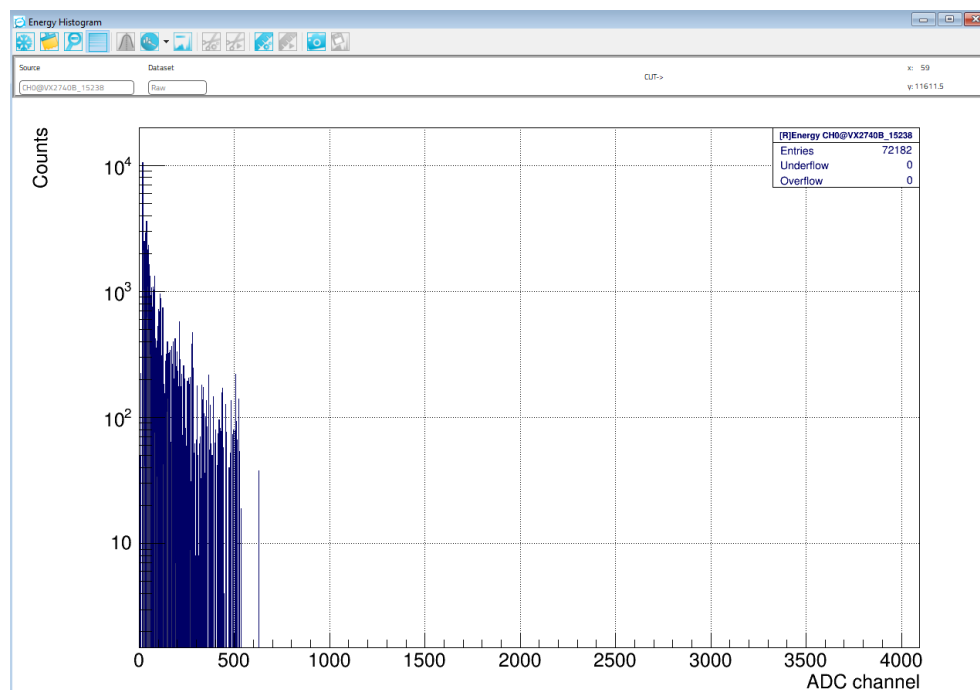 Energy Histogram
Source
Dataset
CH0@VX2740B_15238
Raw
CUT->
x: 59
y: 11611.5
Counts
[R]Energy CH0@VX2740B_15238
Entries 72182
Underflow 0
Overflow 0
10^4
10^3
10^2
10
0 500 1000 1500 2000 2500 3000 3500 4000
ADC channel